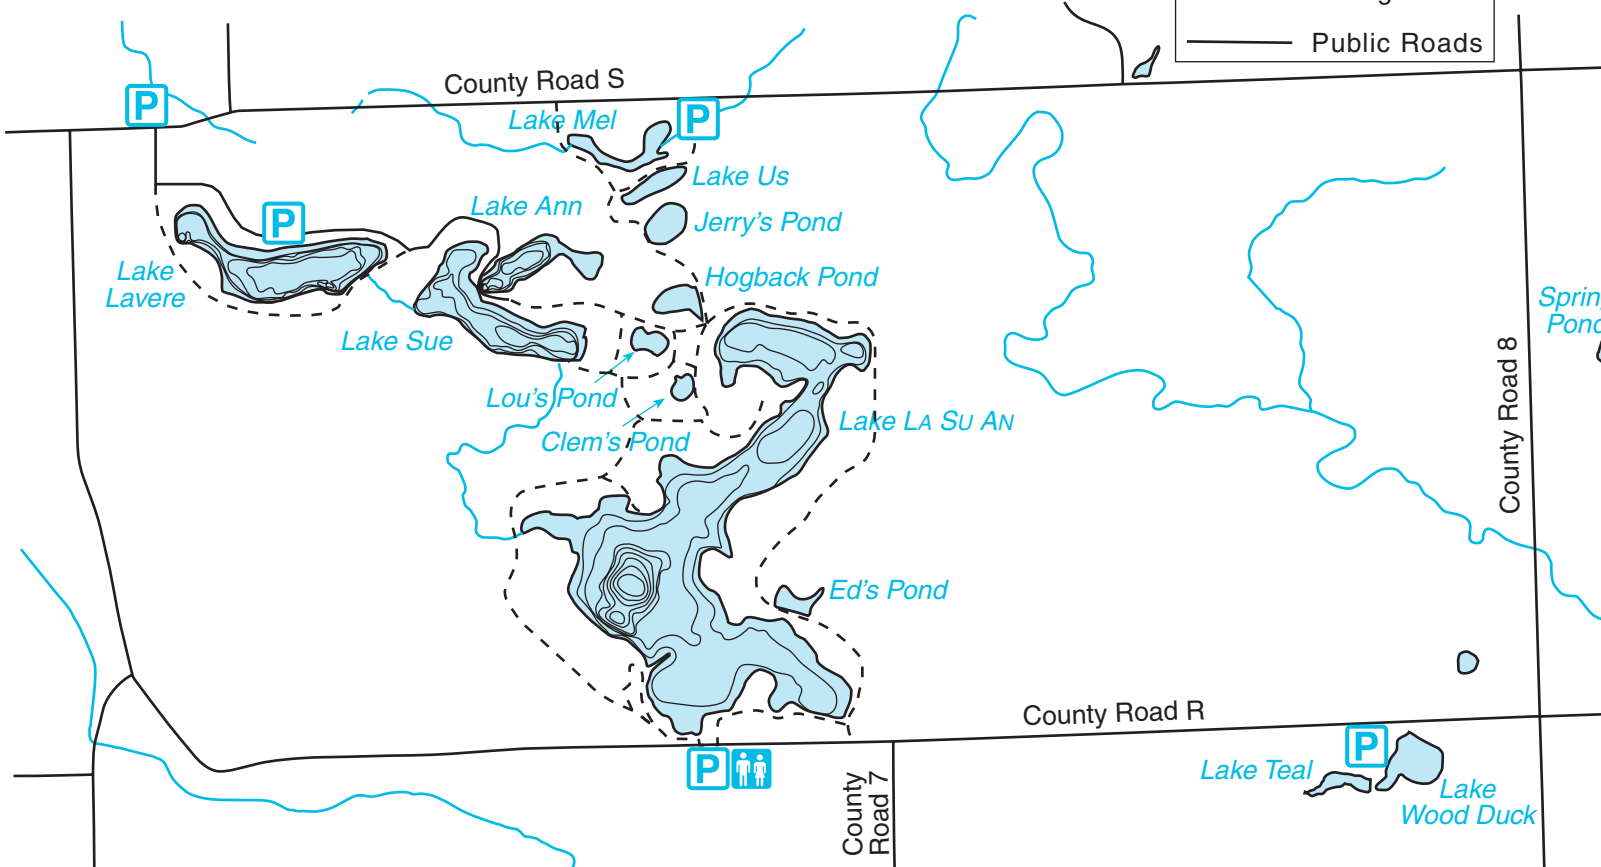 Public Roads
County Road S
P
Lake Mel
P
Lake Us
Lake Ann
P
Jerry's Pond
Lake
Lavere
Hogback Pond
Lake Sue
County Road 8
Lou's Pond
Lake LA SU AN
Clem's Pond
Ed's Pond
County Road R
P
P
Lake Teal
County
Road 7
Lake
Wood Duck